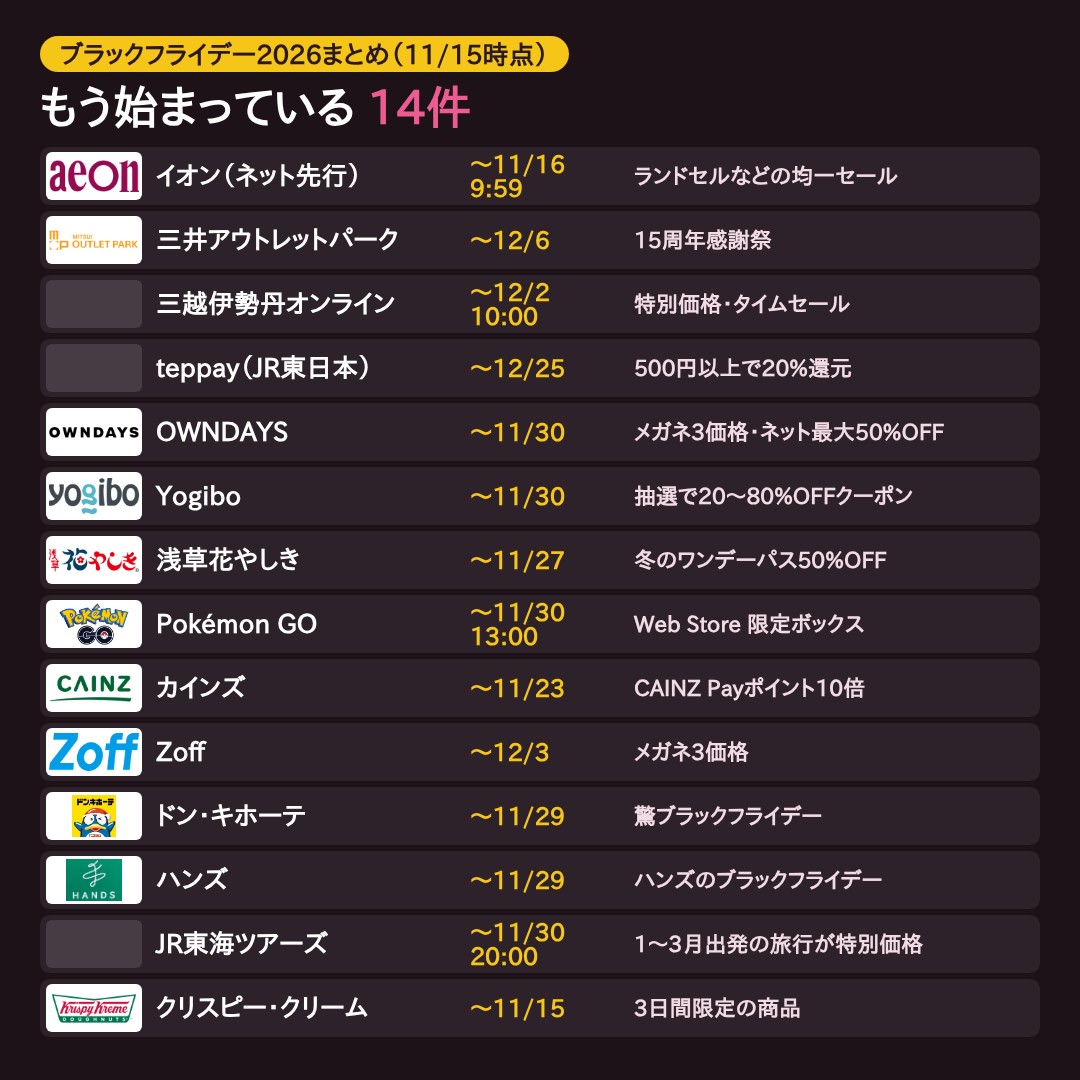 ブラックフライデー2026まとめ（11/15時点）
もう始まっている 14件
aeon イオン（ネット先行） ～11/16 9:59 ランドセルなどの均一セール
MITSUI OUTLET PARK 三井アウトレットパーク ～12/6 15周年感謝祭
三越伊勢丹オンライン ～12/2 10:00 特別価格・タイムセール
teppay（JR東日本） ～12/25 500円以上で20%還元
OWNDAYS OWNDAYS ～11/30 メガネ3価格・ネット最大50%OFF
yogibo Yogibo ～11/30 抽選で20～80%OFFクーポン
浅草花やしき 浅草花やしき ～11/27 冬のワンデーパス50%OFF
POKÉMON GO Pokémon GO ～11/30 13:00 Web Store 限定ボックス
CAINZ カインズ ～11/23 CAINZ Payポイント10倍
Zoff Zoff ～12/3 メガネ3価格
ドン・キホーテ ドン・キホーテ ～11/29 驚ブラックフライデー
HANDS ハンズ ～11/29 ハンズのブラックフライデー
JR東海ツアーズ ～11/30 20:00 1～3月出発の旅行が特別価格
Krispy Kreme DOUGHNUTS クリスピー・クリーム ～11/15 3日間限定の商品